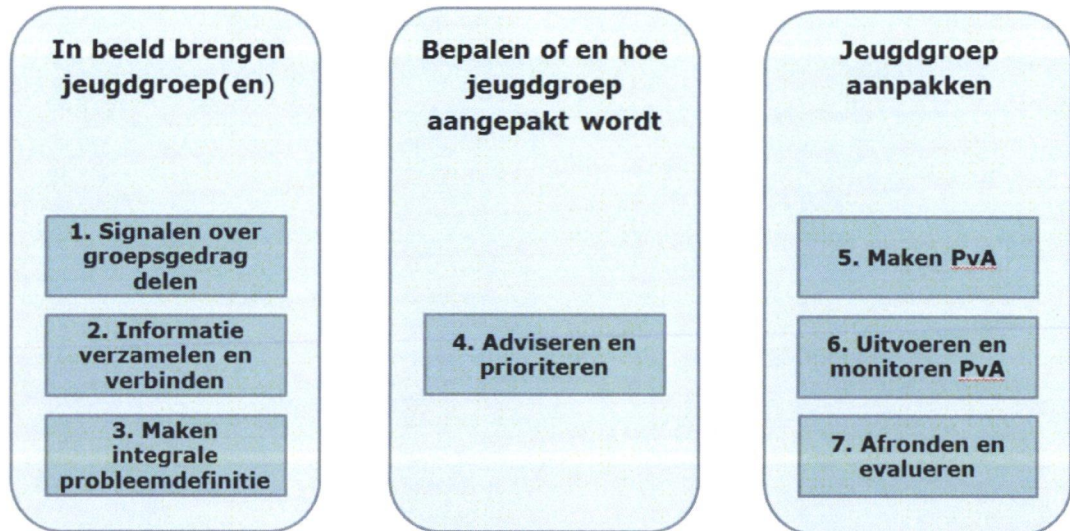 In beeld brengen
jeugdgroep(en)
1. Signalen over
groepsgedrag
delen
2. Informatie
verzamelen en
verbinden
3. Maken
integrale
probleemdefinitie
Bepalen of en hoe
jeugdgroep
aangepakt wordt
4. Adviseren en
prioriteren
Jeugdgroep
aanpakken
5. Maken PvA
6. Uitvoeren en
monitoren PvA
7. Afronden en
evalueren